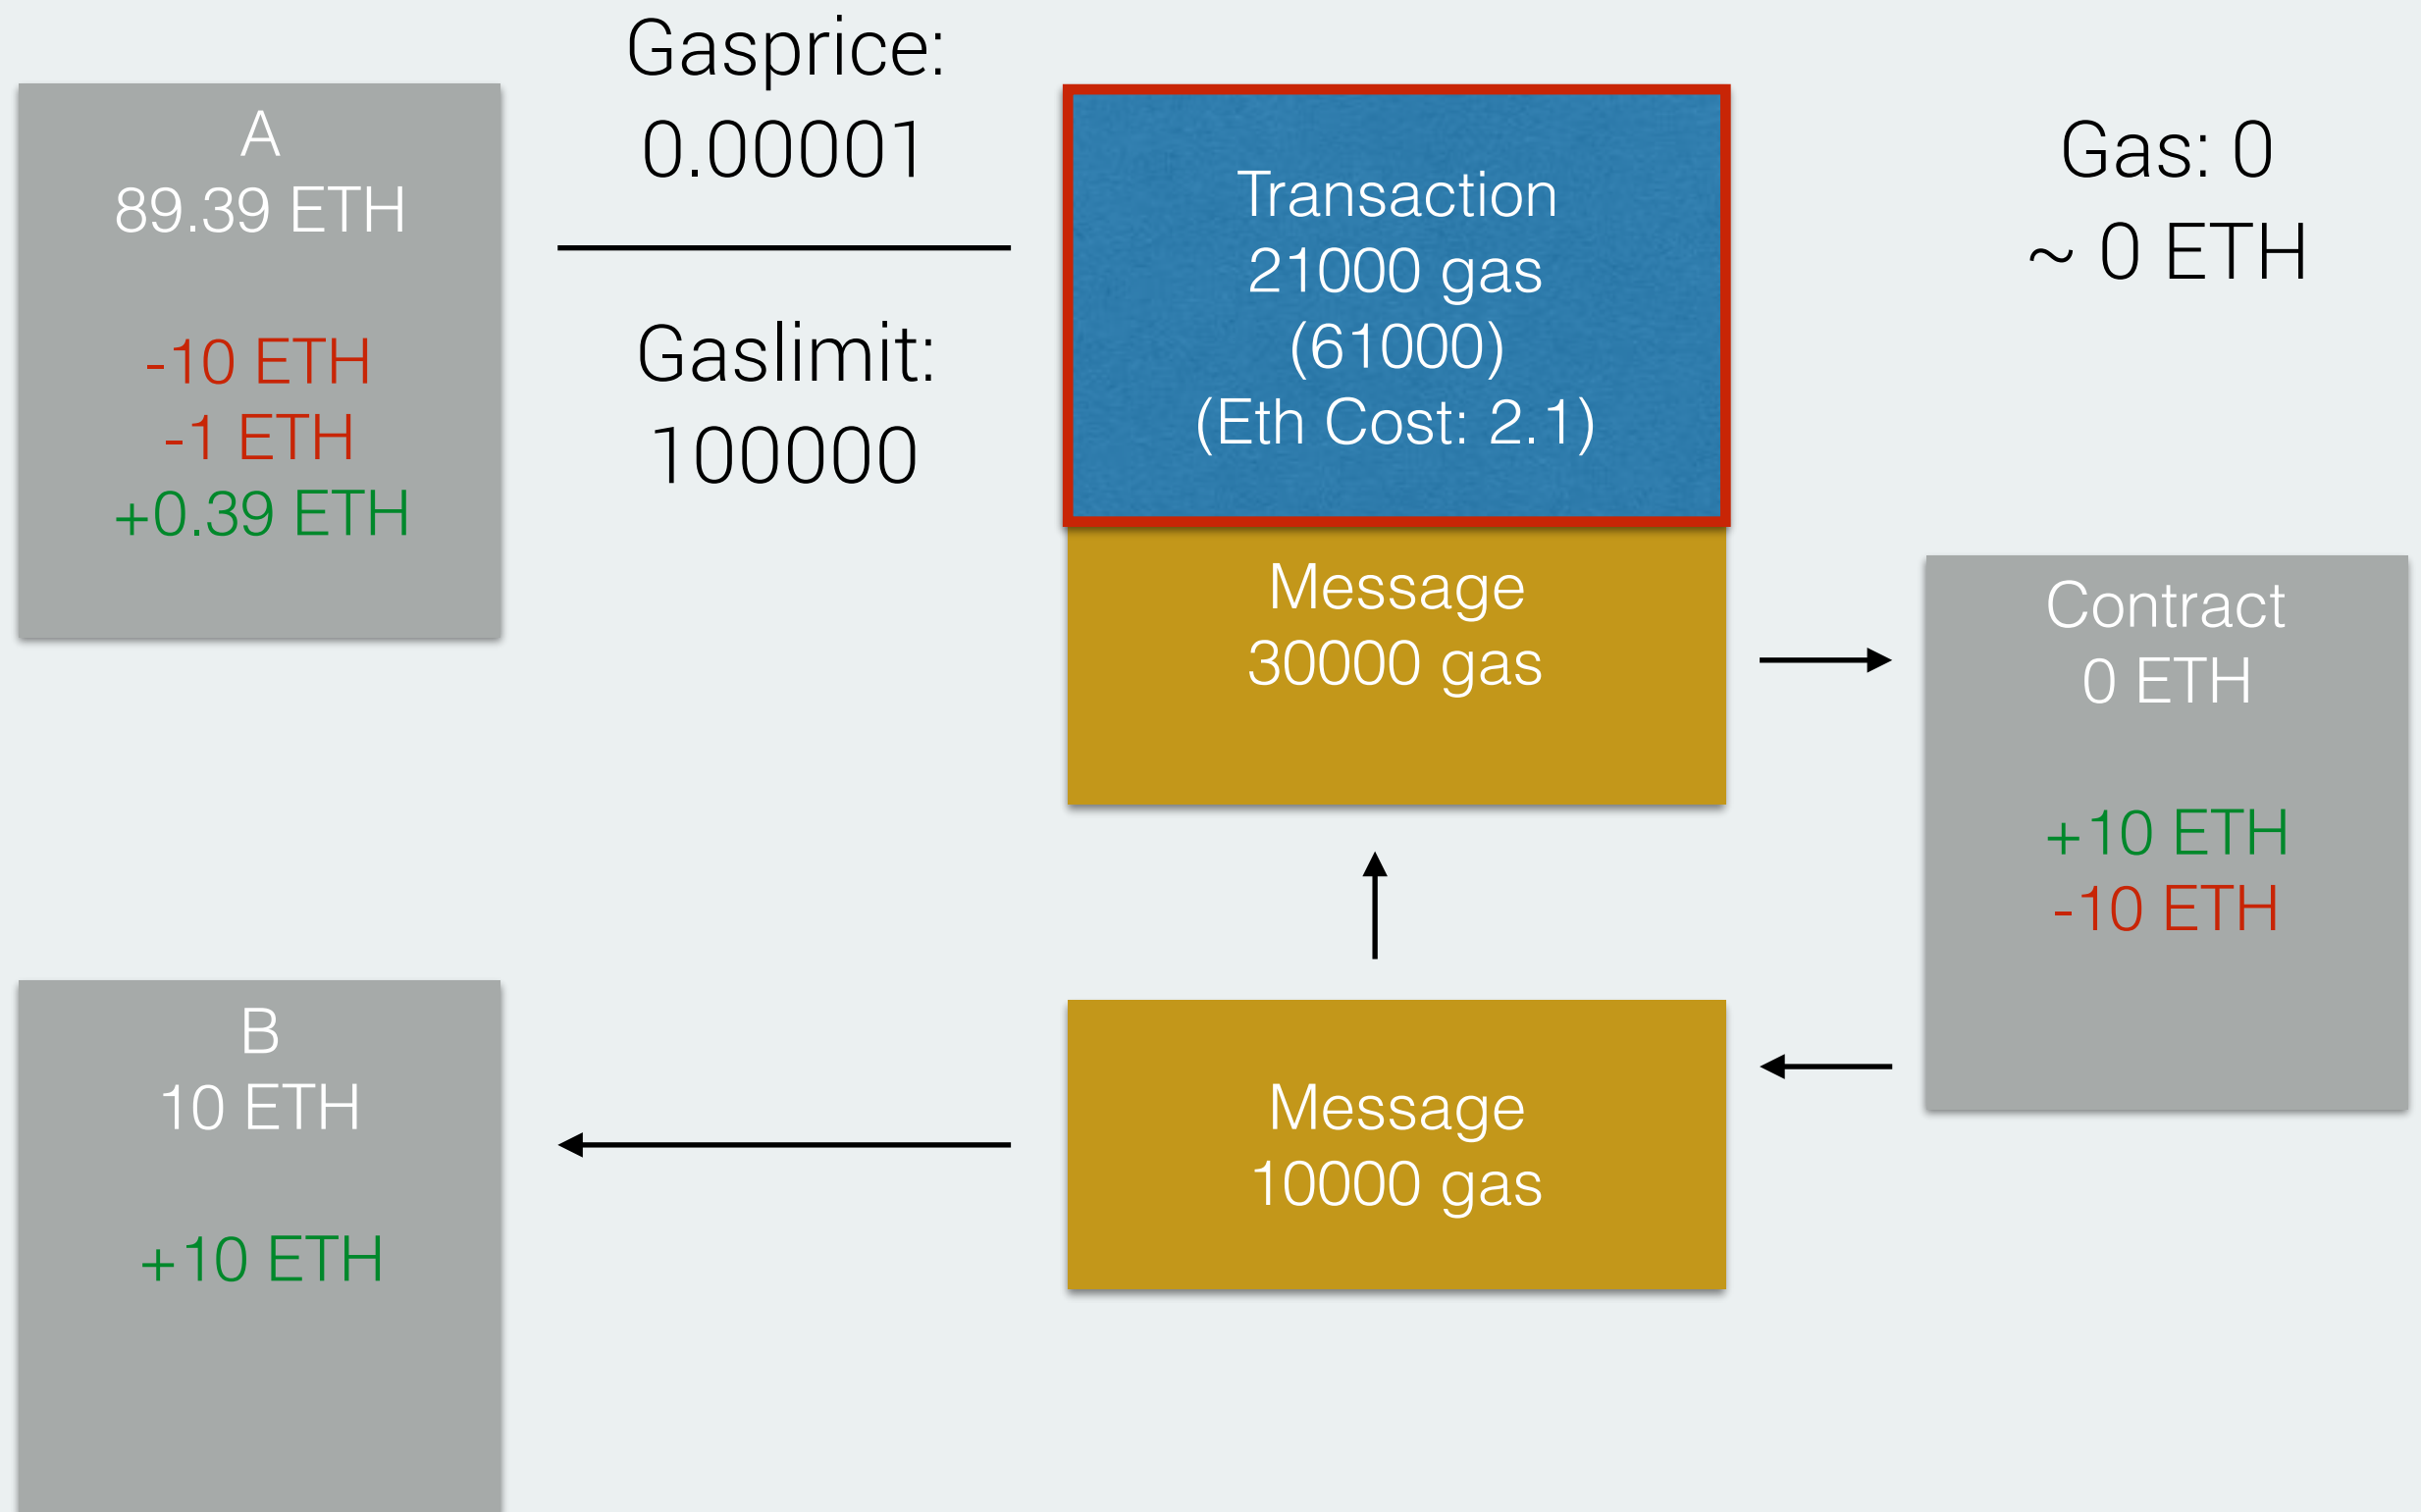 A
89.39 ETH
-10 ETH
-1 ETH
+0.39 ETH
Gasprice:
0.00001
Gaslimit:
100000
Transaction
21000 gas
(61000)
(Eth Cost: 2.1)
Message
30000 gas
Gas: 0
~ 0 ETH
Contract
0 ETH
+10 ETH
-10 ETH
B
10 ETH
+10 ETH
Message
10000 gas